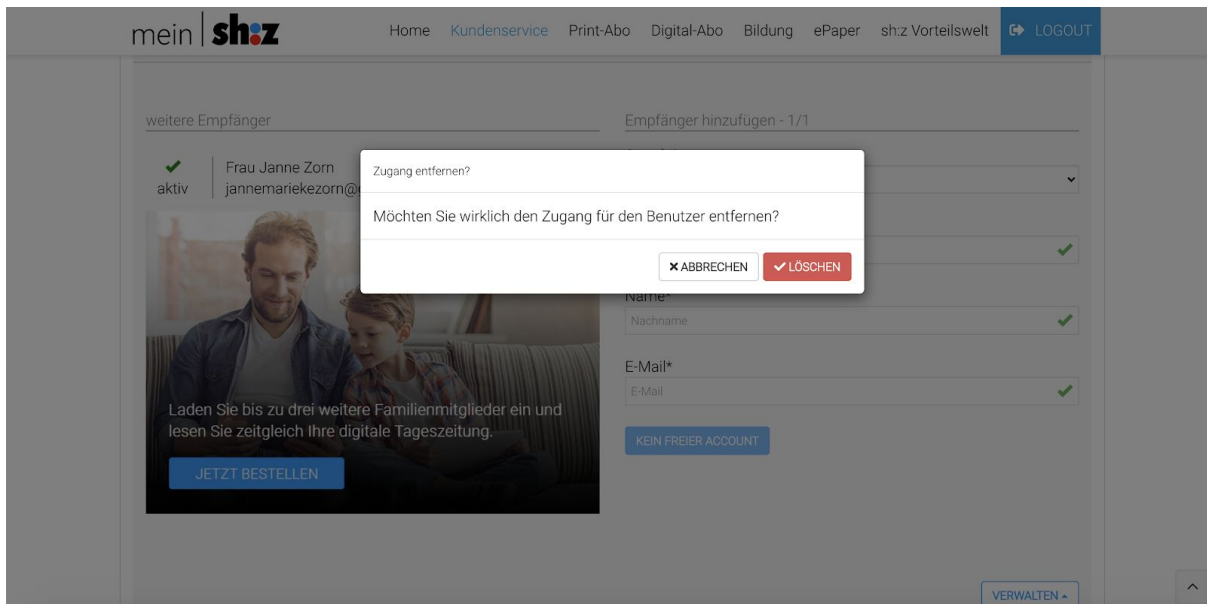 mein sh:z
Home Kundenservice Print-Abo Digital-Abo Bildung ePaper sh:z Vorteilswelt LOGOUT
weitere Empfänger
aktiv
Frau Janne Zorn
jannemariekezorn@
Laden Sie bis zu drei weitere Familienmitglieder ein und
lesen Sie zeitgleich Ihre digitale Tageszeitung.
JETZT BESTELLEN
Empfänger hinzufügen - 1/1
Zugang entfernen?
Möchten Sie wirklich den Zugang für den Benutzer entfernen?
ABBRECHEN LÖSCHEN
Name*
Nachname
E-Mail*
E-Mail
KEIN FREIER ACCOUNT
VERWALTEN